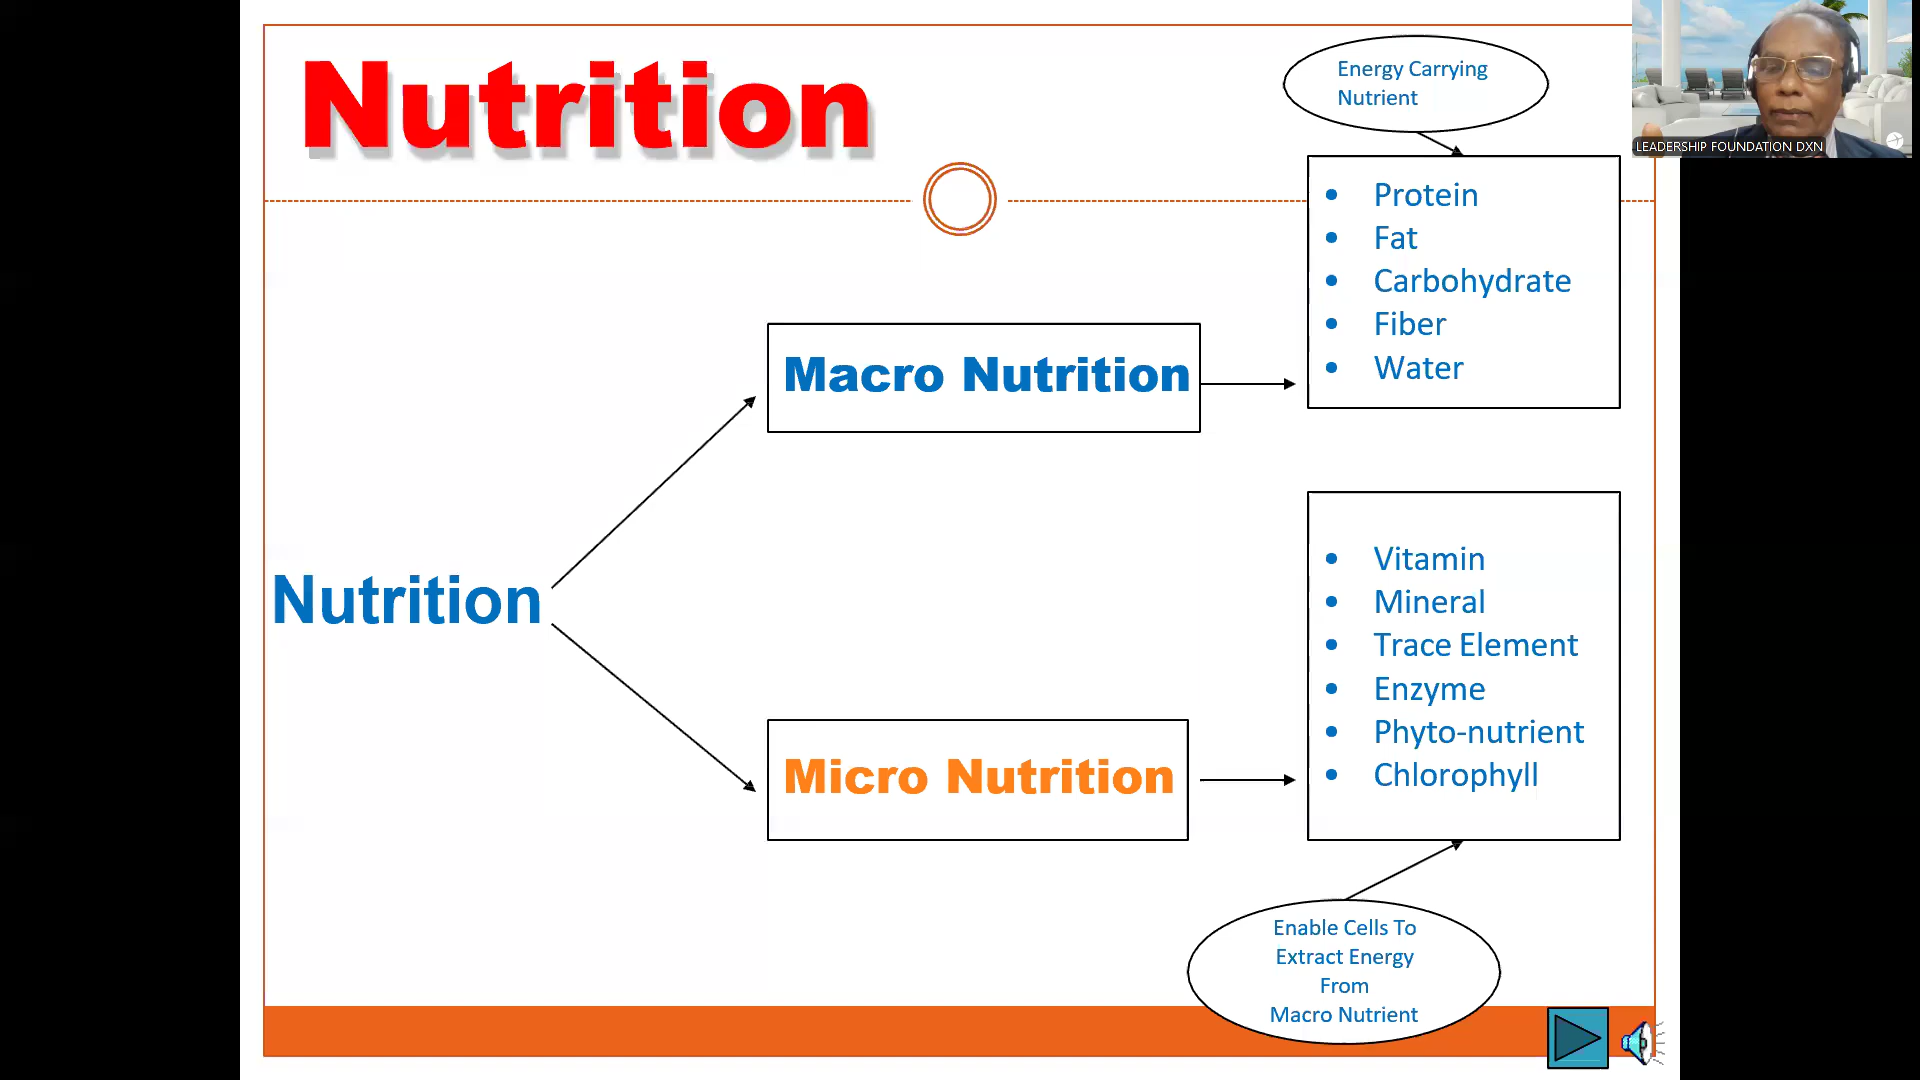 Nutrition
Energy Carrying
Nutrient
LEADERSHIP FOUNDATION DXN
• Protein
• Fat
• Carbohydrate
• Fiber
• Water
Macro Nutrition
Nutrition
• Vitamin
• Mineral
• Trace Element
• Enzyme
• Phyto-nutrient
• Chlorophyll
Micro Nutrition
Enable Cells To
Extract Energy
From
Macro Nutrient